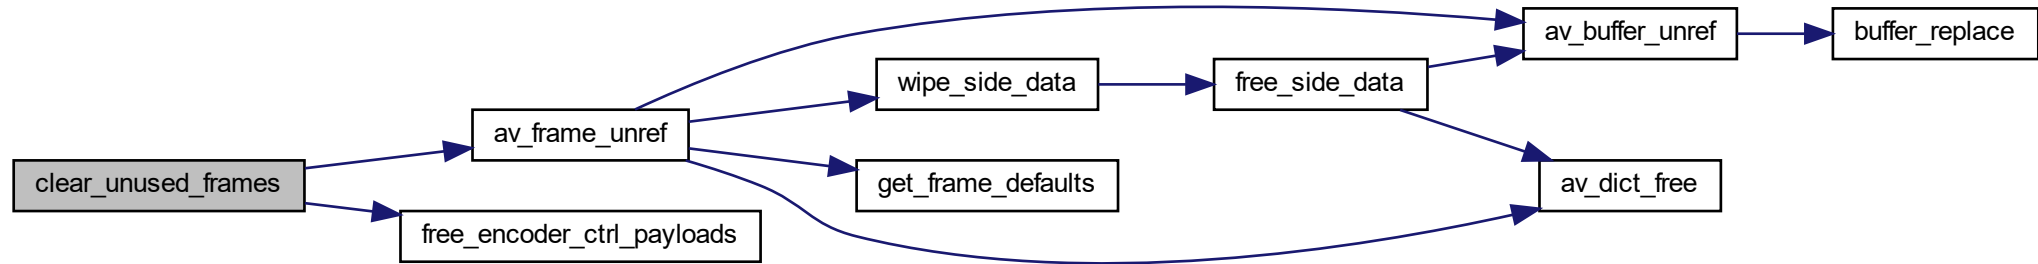 clear_unused_frames
av_frame_unref
free_encoder_ctrl_payloads
wipe_side_data
get_frame_defaults
free_side_data
av_buffer_unref
av_dict_free
buffer_replace